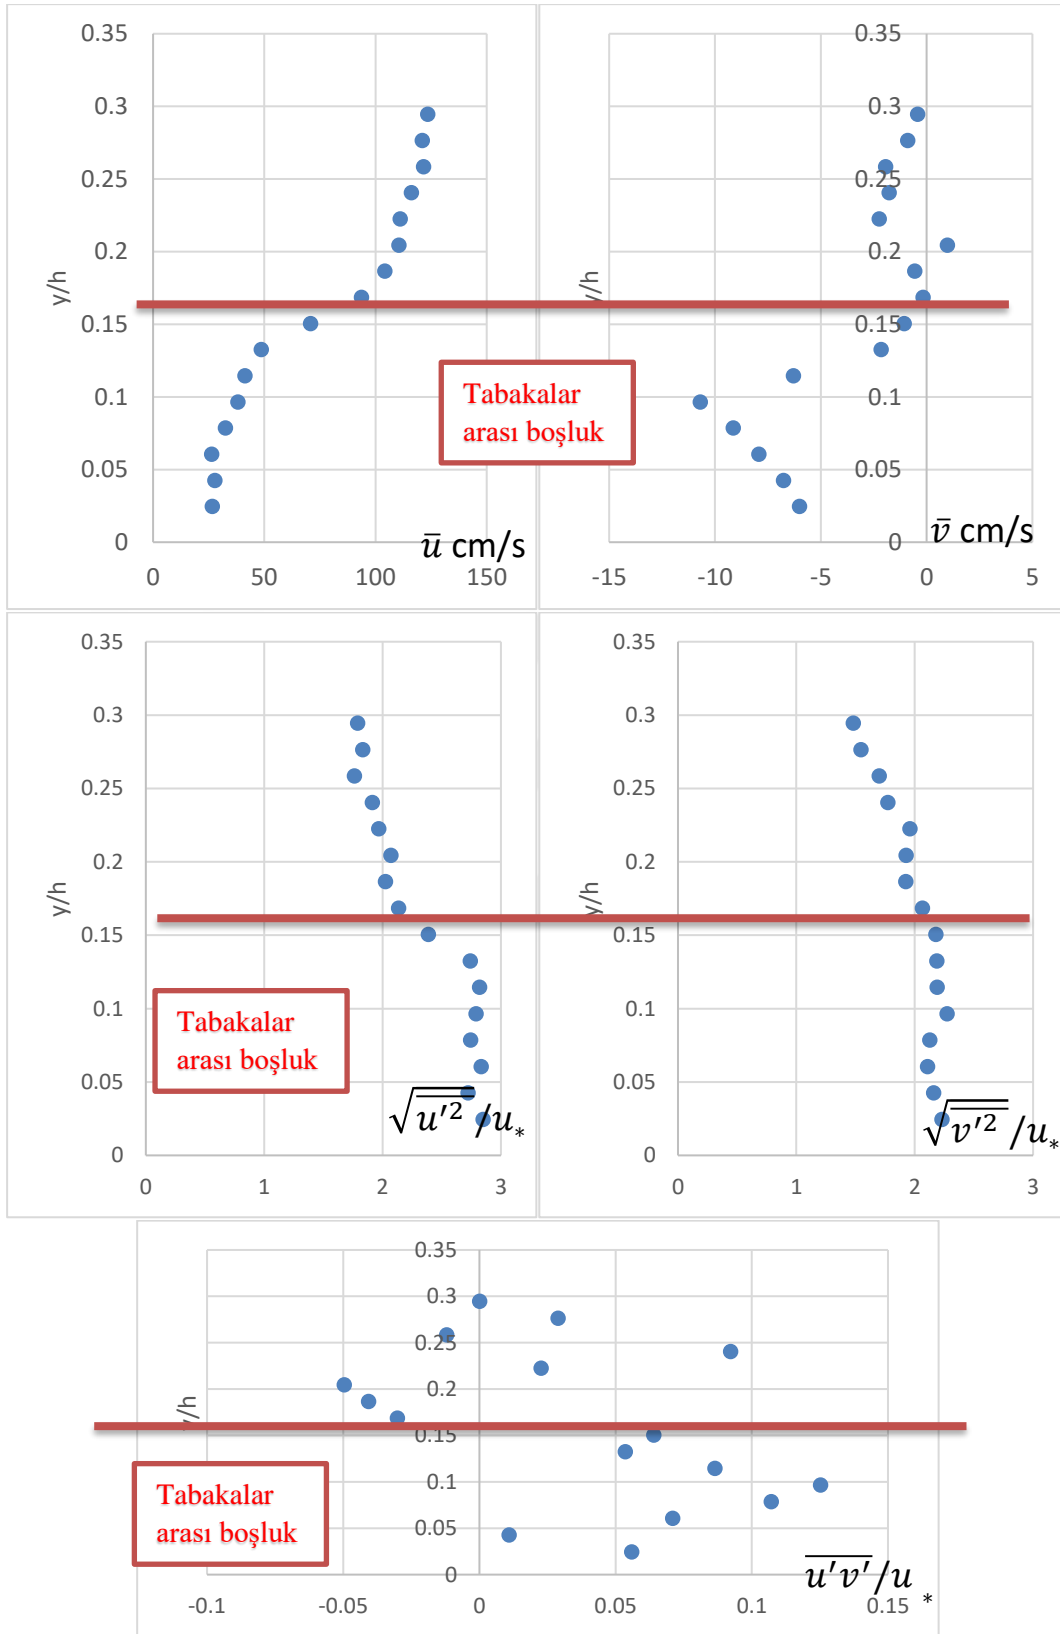 0.35
0.3
0.25
0.2
0.15
0.1
0.05
0
y/h
0 50 100 150
ū cm/s
0.35
0.3
0.25
0.2
0.15
0.1
0.05
0
y/h
-15 -10 -5 0 5
v̄ cm/s
Tabakalar
arası boşluk
0.35
0.3
0.25
0.2
0.15
0.1
0.05
0
y/h
0 1 2 3
√u′² /u*
Tabakalar
arası boşluk
0.35
0.3
0.25
0.2
0.15
0.1
0.05
0
y/h
0 1 2 3
√v′² /u*
0.35
0.3
0.25
0.2
0.15
0.1
0.05
0
y/h
-0.1 -0.05 0 0.05 0.1 0.15
u′v′/u *
Tabakalar
arası boşluk